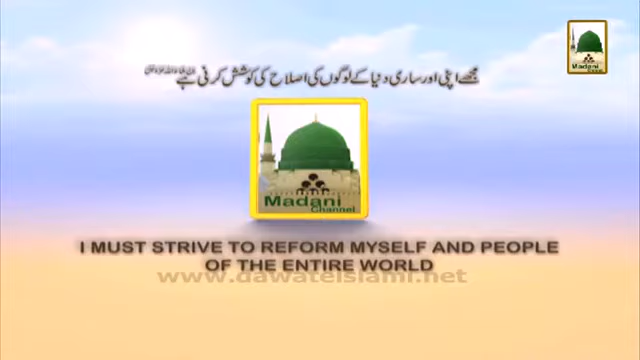 مجھے اپنی اور ساری دنیا کے لوگوں کی اصلاح کی کوشش کرنی ہے
Madani
Channel
Madani
Channel
I MUST STRIVE TO REFORM MYSELF AND PEOPLE
OF THE ENTIRE WORLD
www.dawateislami.net